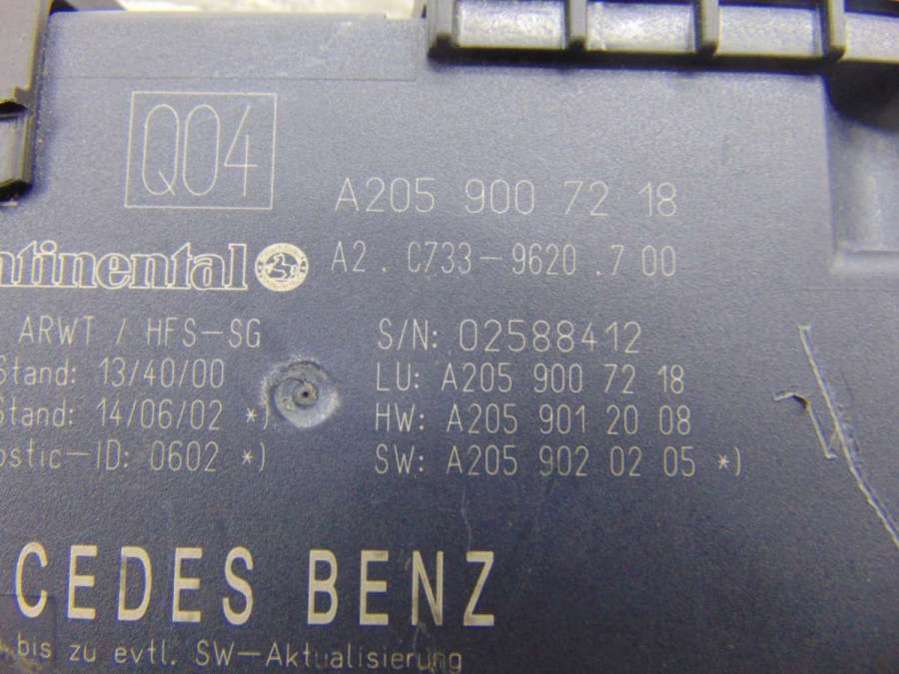 Q04
A205 900 72 18
ntinental A2.C733-9620.700
ARWT / HFS-SG S/N: 02588412
Stand: 13/40/00 LU: A205 900 72 18
Stand: 14/06/02 *) HW: A205 901 20 08
ostic-ID: 0602 *) SW: A205 902 02 05 *)
CEDES BENZ
bis zu evtl. SW-Aktualisierung